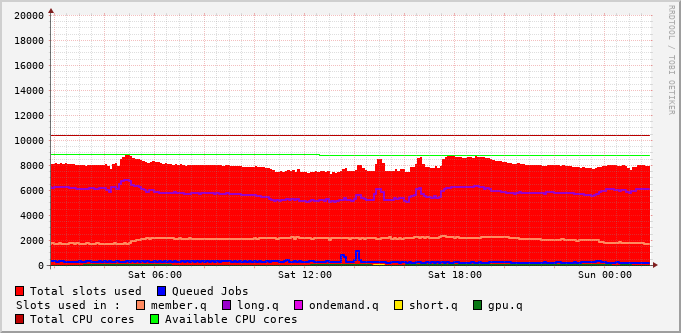 20000
18000
16000
14000
12000
10000
8000
6000
4000
2000
0
Sat 06:00 Sat 12:00 Sat 18:00 Sun 00:00
Total slots used Queued Jobs
Slots used in : member.q long.q ondemand.q short.q gpu.q
Total CPU cores Available CPU cores
RRDTOOL / TOBI OETIKER